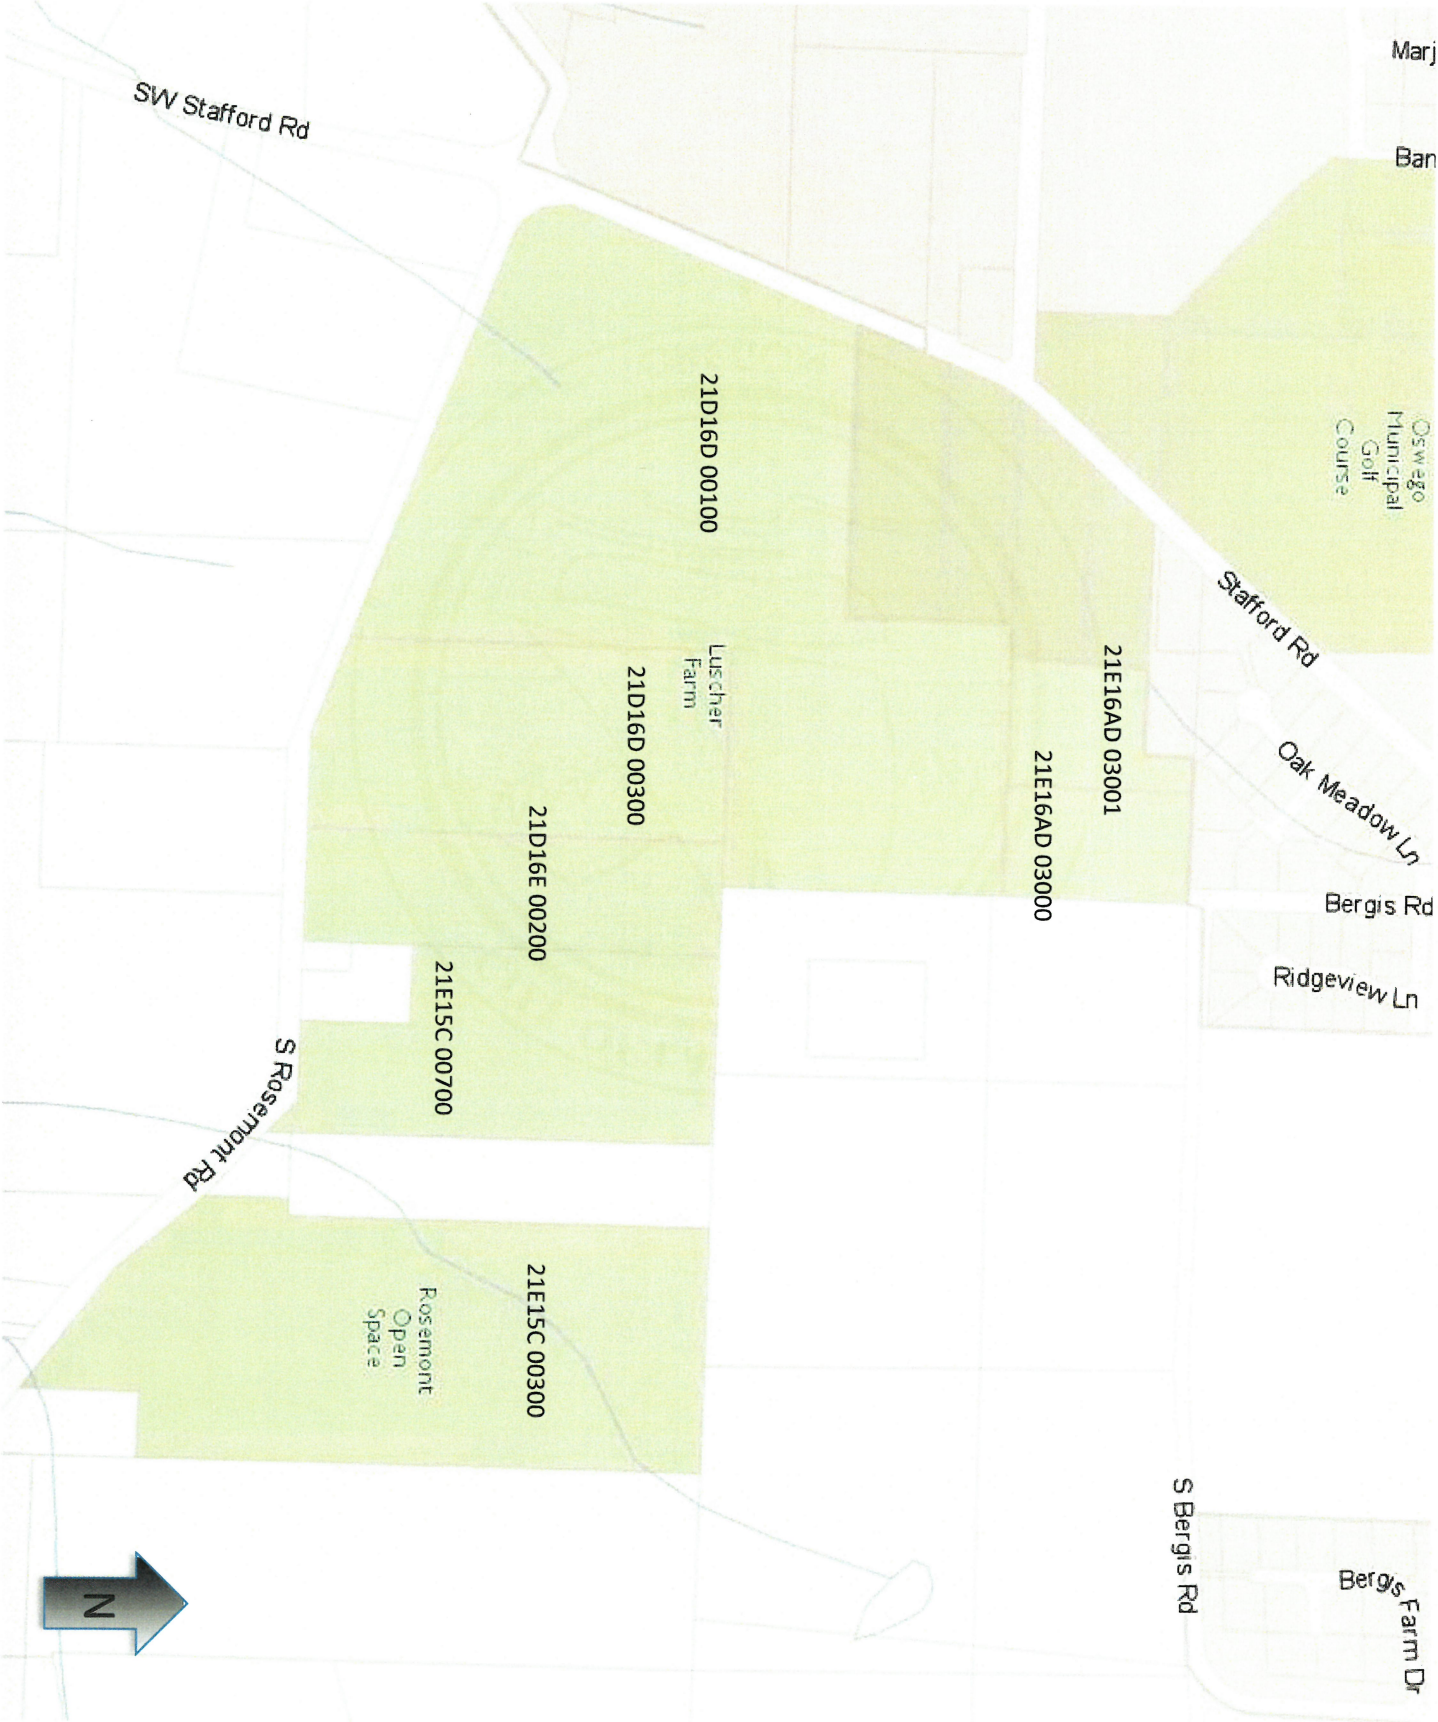 Marj
Ban
SW Stafford Rd
Oswego
Municipal
Golf
Course
21D16D 00100
Stafford Rd
21E16AD 03001
Luscher
Farm
21D16D 00300
Oak Meadow Ln
21E16AD 03000
21D16E 00200
Bergis Rd
Ridgeview Ln
21E15C 00700
S Rosemont Rd
21E15C 00300
Rosemont
Open
Space
S Bergis Rd
Bergis Farm Dr
N